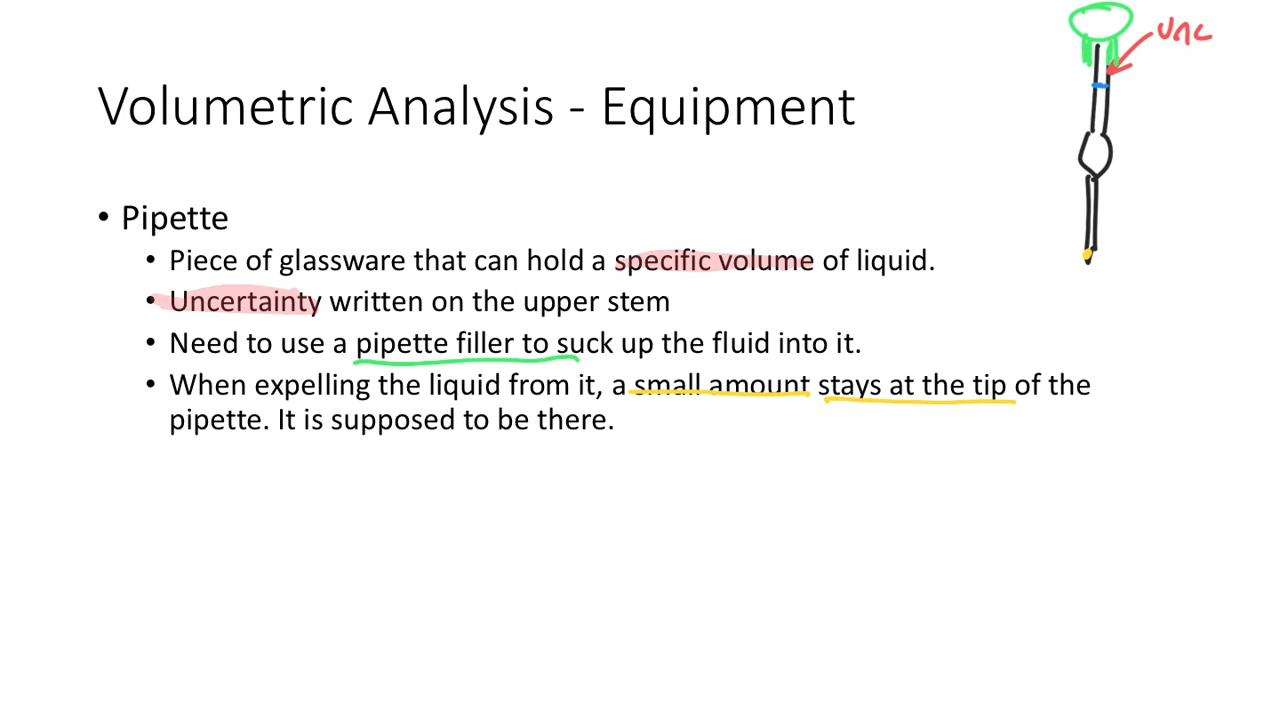 unc
Volumetric Analysis - Equipment
• Pipette
• Piece of glassware that can hold a specific volume of liquid.
• Uncertainty written on the upper stem
• Need to use a pipette filler to suck up the fluid into it.
• When expelling the liquid from it, a small amount stays at the tip of the
pipette. It is supposed to be there.